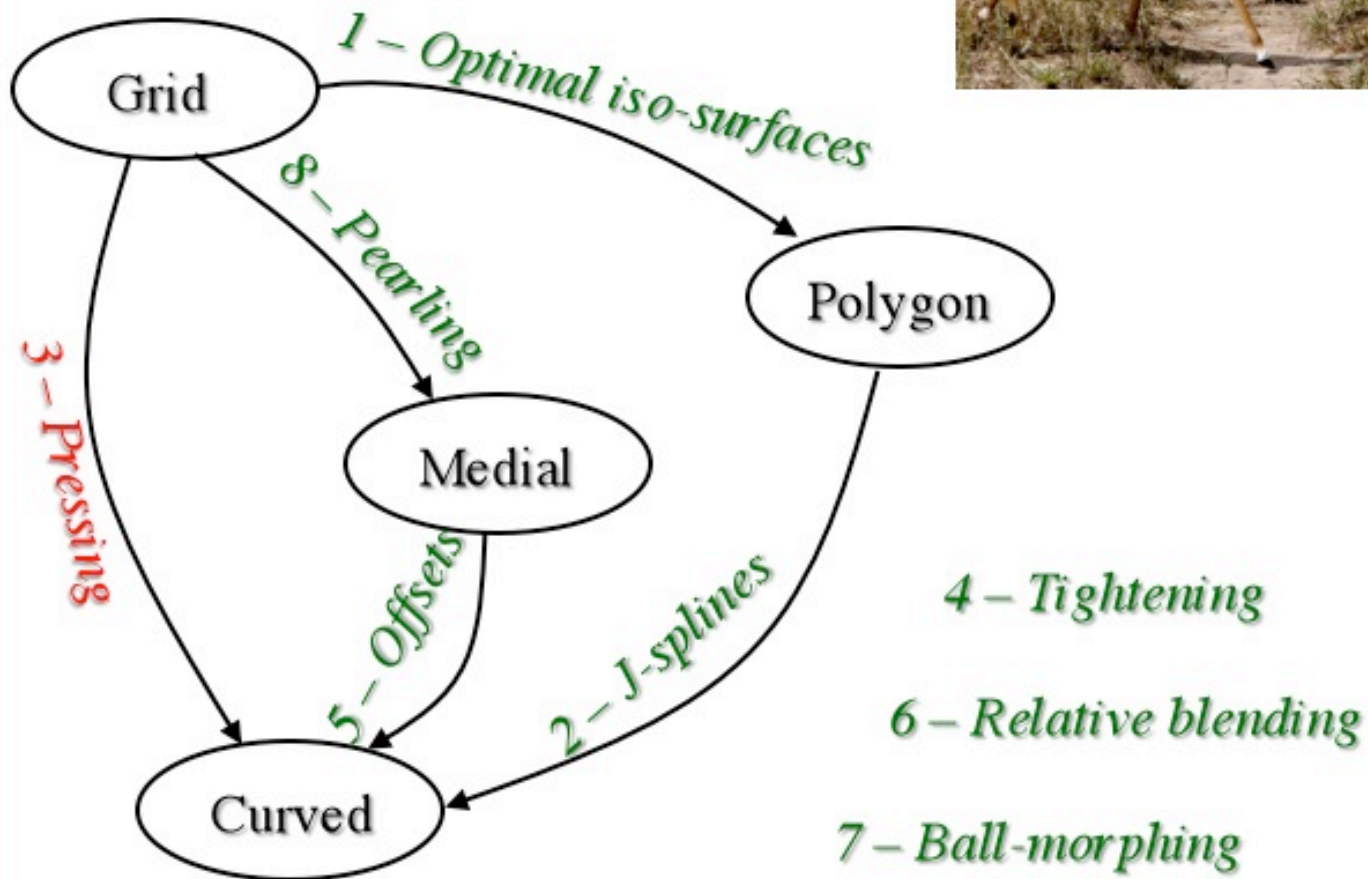 1 – Optimal iso-surfaces
Grid
8 – Pearling
Polygon
3 – Pressing
Medial
5 – Offsets
2 – J-splines
4 – Tightening
6 – Relative blending
Curved
7 – Ball-morphing